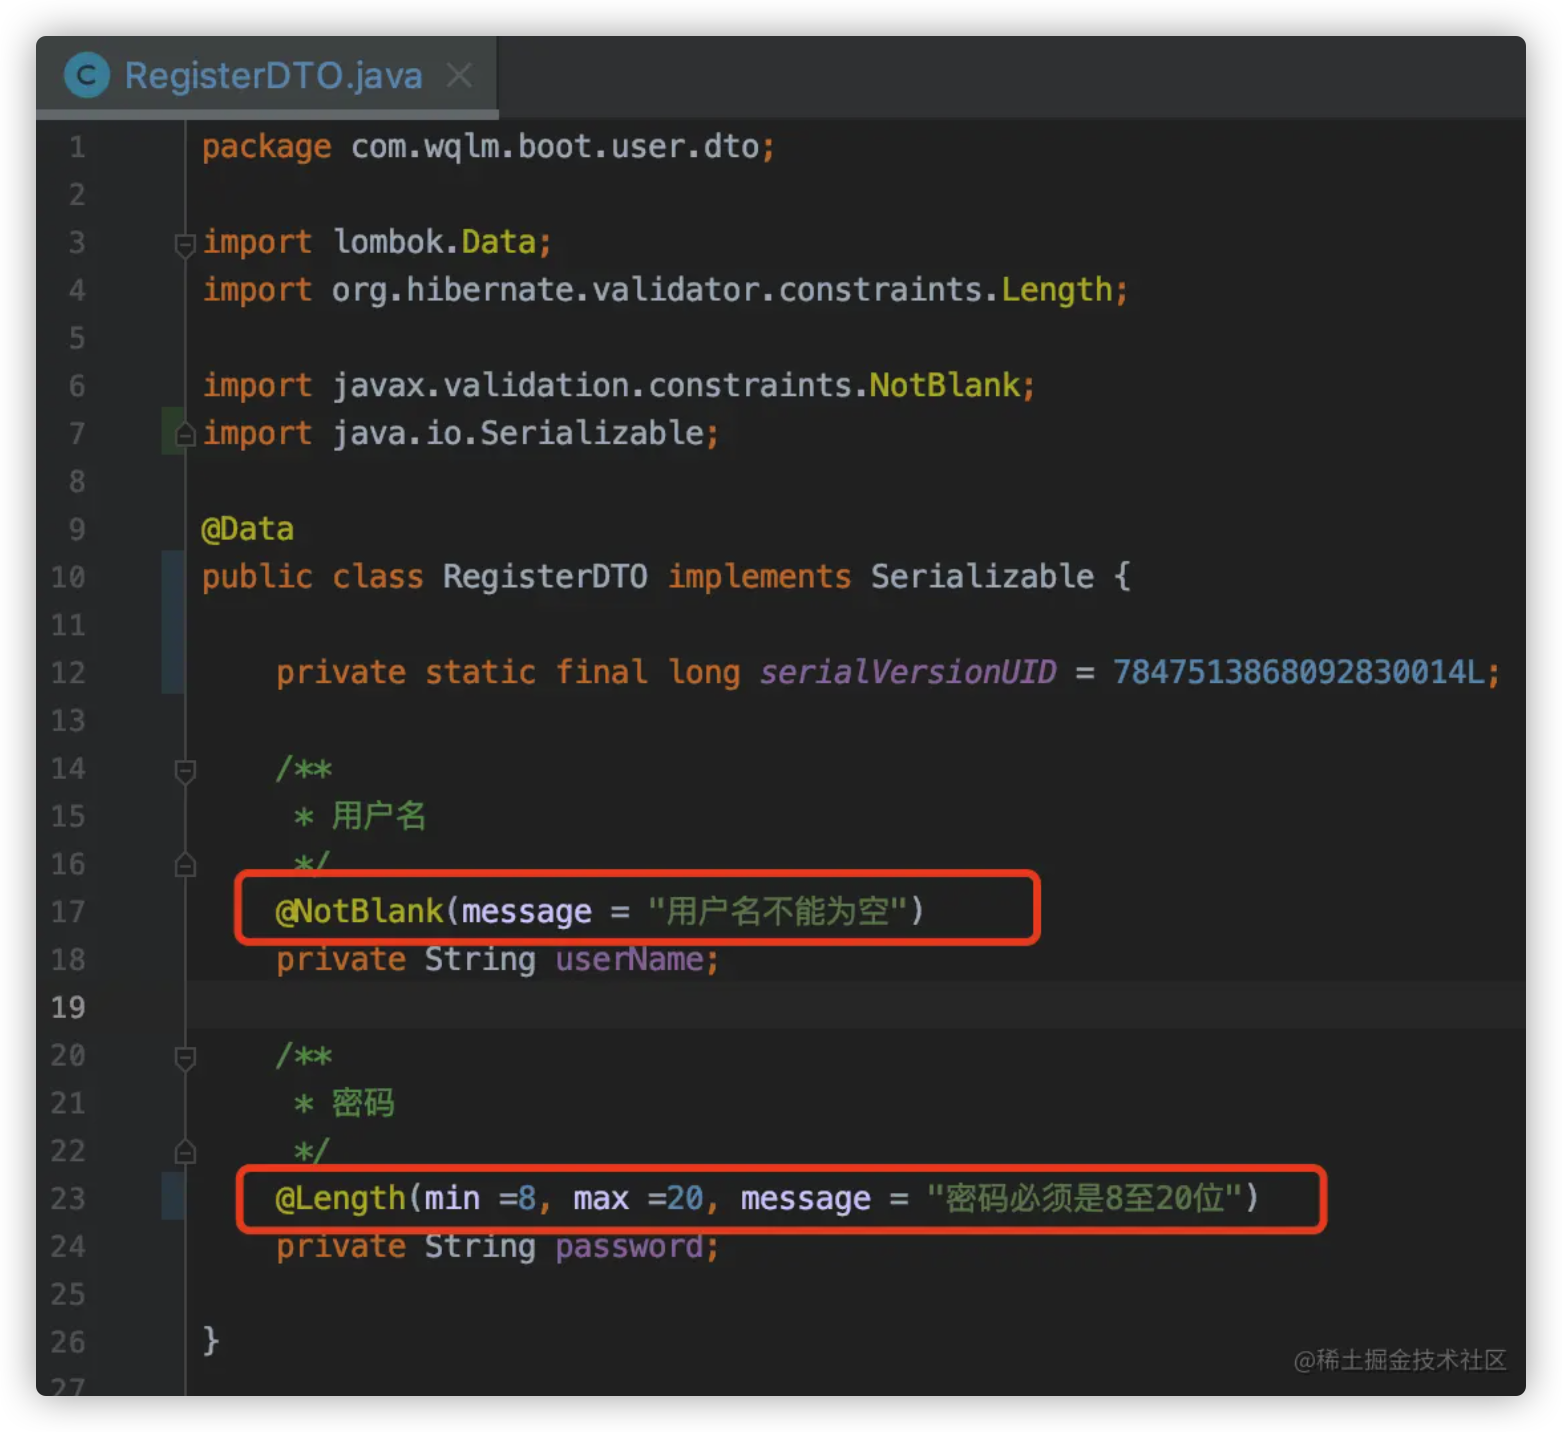 RegisterDTO.java
1 package com.wqlm.boot.user.dto;
2
3 import lombok.Data;
4 import org.hibernate.validator.constraints.Length;
5
6 import javax.validation.constraints.NotBlank;
7 import java.io.Serializable;
8
9 @Data
10 public class RegisterDTO implements Serializable {
11
12 private static final long serialVersionUID = 7847513868092830014L;
13
14 /**
15 * 用户名
16 */
17 @NotBlank(message = "用户名不能为空")
18 private String userName;
19
20 /**
21 * 密码
22 */
23 @Length(min =8, max =20, message = "密码必须是8至20位")
24 private String password;
25
26 }
27
@稀土掘金技术社区